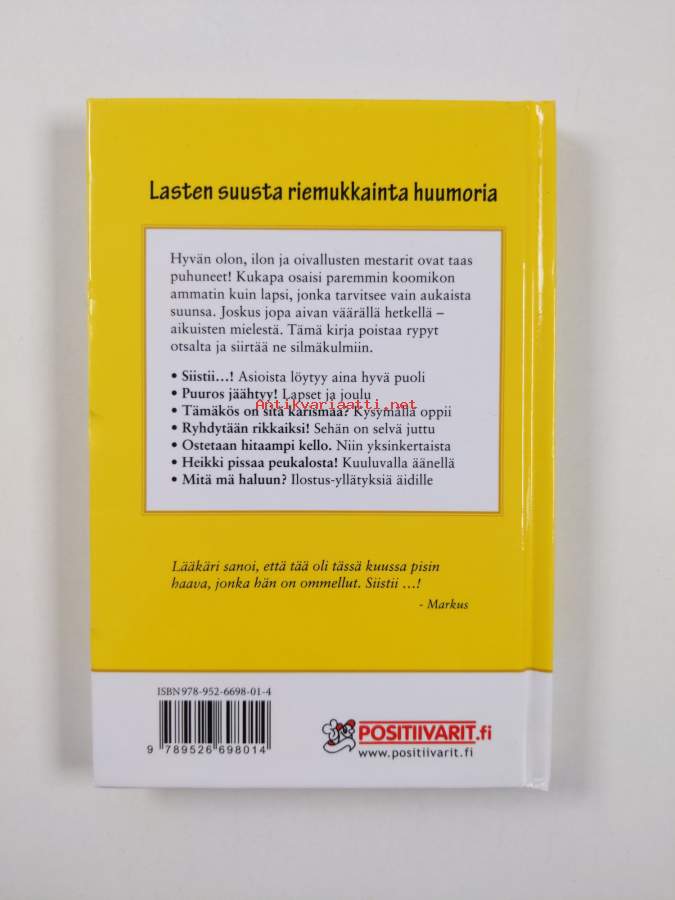 Lasten suusta riemukkainta huumoria
Hyvän olon, ilon ja oivallusten mestarit ovat taas
puhuneet! Kukapa osaisi paremmin koomikon
ammatin kuin lapsi, jonka tarvitsee vain aukaista
suunsa. Joskus jopa aivan väärällä hetkellä –
aikuisten mielestä. Tämä kirja poistaa rypyt
otsalta ja siirtää ne silmäkulmiin.
• Siistii...! Asioista löytyy aina hyvä puoli
• Puuros jäähtyy! Lapset ja joulu
Antikvariaatti.net
• Tämäkös on sitä karismaa? Kysymällä oppii
• Ryhdytään rikkaiksi! Sehän on selvä juttu
• Ostetaan hitaampi kello. Niin yksinkertaista
• Heikki pissaa peukalosta! Kuuluvalla äänellä
• Mitä mä haluun? Ilostus-yllätyksiä äidille
Lääkäri sanoi, että tää oli tässä kuussa pisin
haava, jonka hän on ommellut. Siistii ...!
- Markus
ISBN 978-952-6698-01-4
9 789526 698014
POSITIIVARIT.fi
www.positiivarit.fi